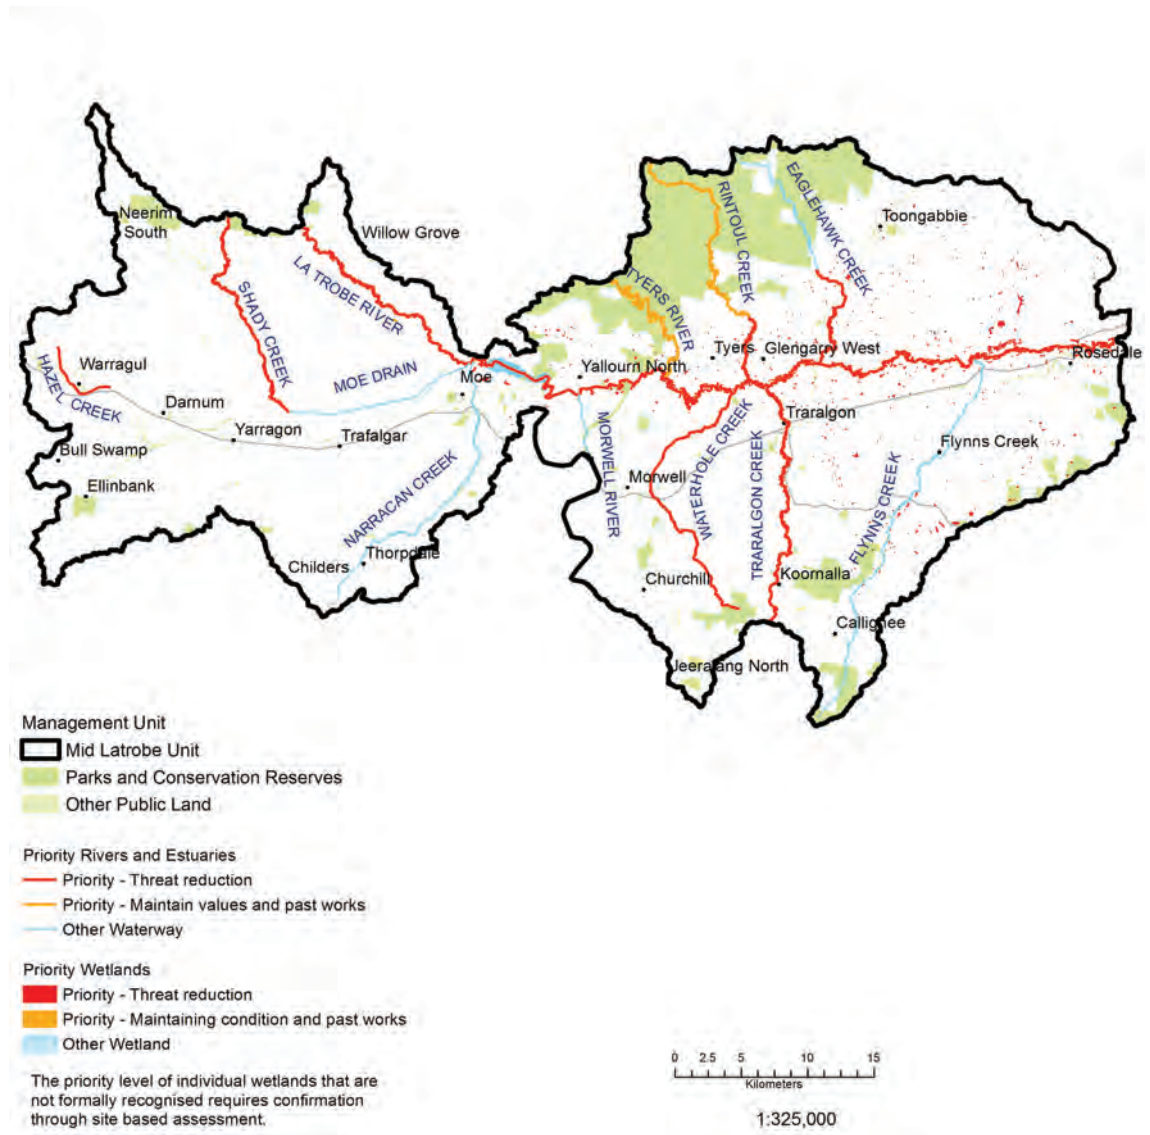 Neerim
South
Willow Grove
LA TROBE RIVER
SHADY CREEK
HAZEL CREEK
Warragul
Darnum
MOE DRAIN
Moe
Yarragon
Trafalgar
Bull Swamp
Ellinbank
NARRACAN CREEK
Childers
Thorpdale
RINTOUL CREEK
EAGLEHAWK CREEK
Toongabbie
TYERS RIVER
Tyers
Glengarry West
Rosedale
Yallourn North
Traralgon
MORWELL RIVER
Morwell
WATERHOLE CREEK
TRARALGON CREEK
FLYNNS CREEK
Flynns Creek
Churchill
Koornalla
Callignee
Jeeralang North
Management Unit
Mid Latrobe Unit
Parks and Conservation Reserves
Other Public Land
Priority Rivers and Estuaries
Priority - Threat reduction
Priority - Maintain values and past works
Other Waterway
Priority Wetlands
Priority - Threat reduction
Priority - Maintaining condition and past works
Other Wetland
The priority level of individual wetlands that are
not formally recognised requires confirmation
through site based assessment.
0 2.5 5 10 15
Kilometers
1:325,000